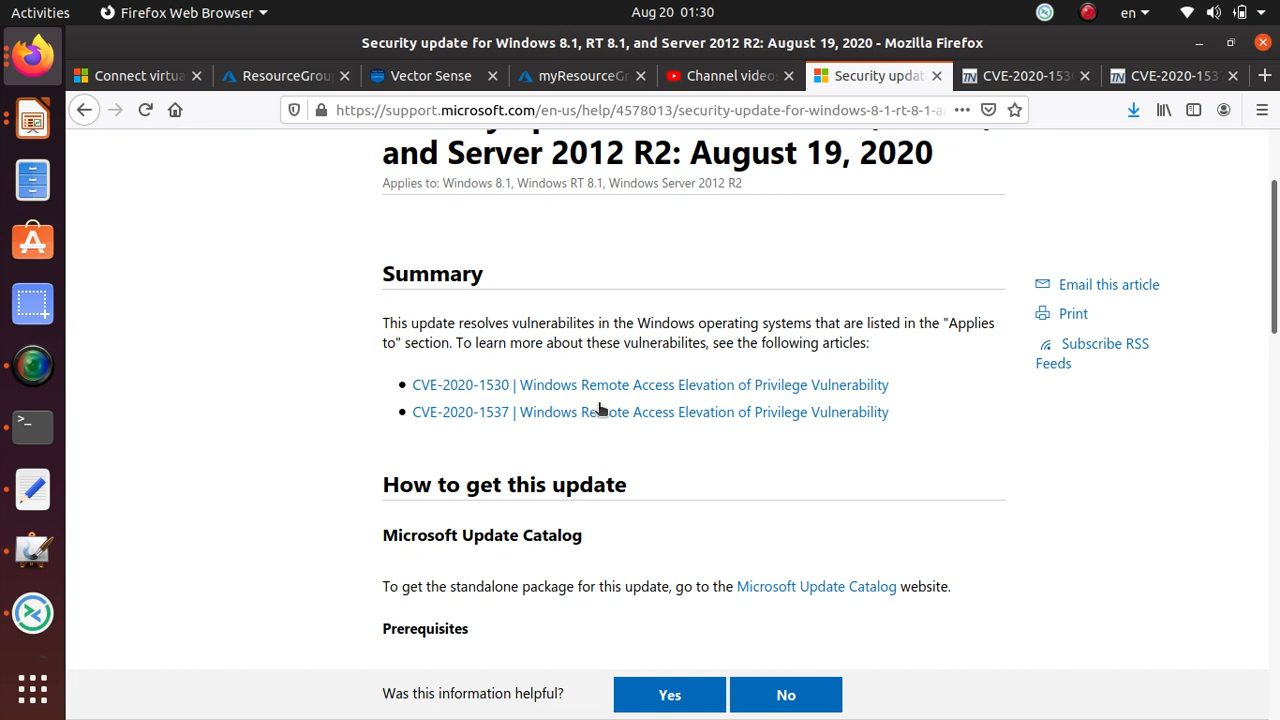 Activities
Firefox Web Browser
Aug 20 01:30
en
Security update for Windows 8.1, RT 8.1, and Server 2012 R2: August 19, 2020 - Mozilla Firefox
Connect virtua
ResourceGrou
Vector Sense
myResourceG
Channel video
Security updat
CVE-2020-153
CVE-2020-153
https://support.microsoft.com/en-us/help/4578013/security-update-for-windows-8-1-rt-8-1-a
and Server 2012 R2: August 19, 2020
Applies to: Windows 8.1, Windows RT 8.1, Windows Server 2012 R2
Summary
Email this article
Print
Subscribe RSS
Feeds
This update resolves vulnerabilites in the Windows operating systems that are listed in the "Applies
to" section. To learn more about these vulnerabilites, see the following articles:
CVE-2020-1530 | Windows Remote Access Elevation of Privilege Vulnerability
CVE-2020-1537 | Windows Remote Access Elevation of Privilege Vulnerability
How to get this update
Microsoft Update Catalog
To get the standalone package for this update, go to the Microsoft Update Catalog website.
Prerequisites
Was this information helpful?
Yes
No